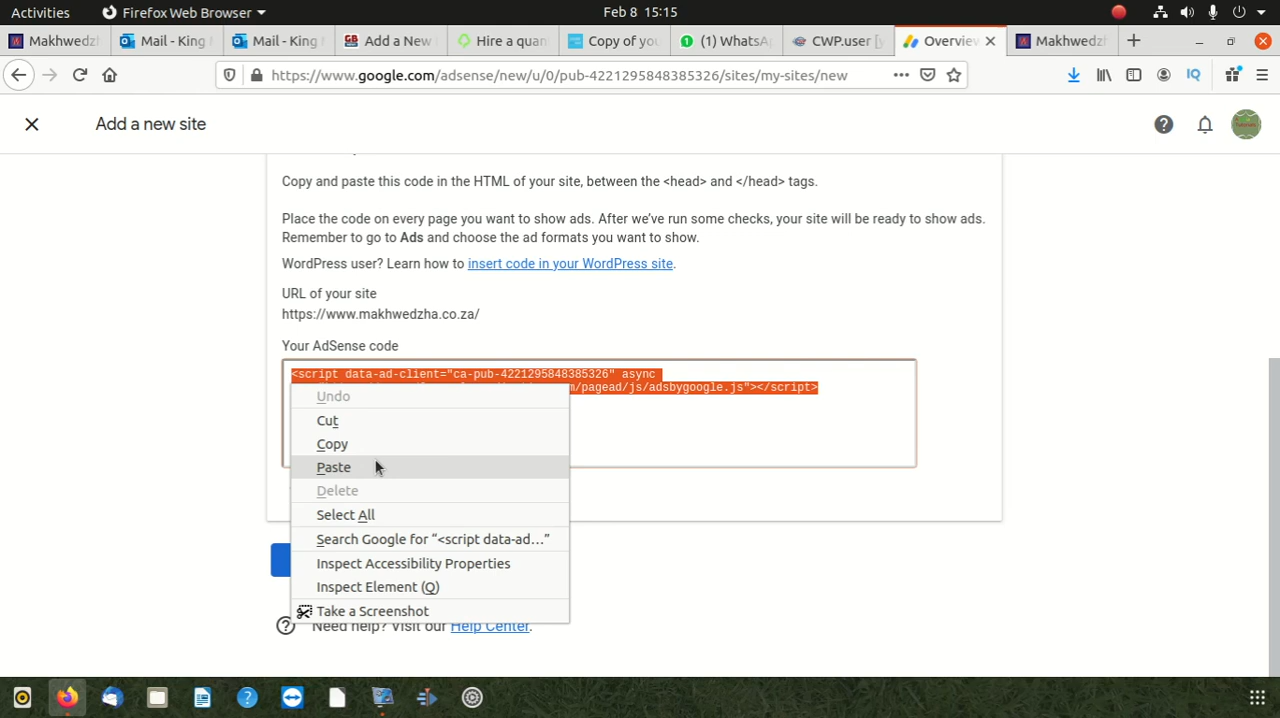 Activities Firefox Web Browser Feb 8 15:15
Makhwedz Mail - King Mail - King GB Add a New Hire a quan Copy of yo (1) WhatsA CWP.user [ Overview Makhwedz
https://www.google.com/adsense/new/u/0/pub-4221295848385326/sites/my-sites/new IQ
Add a new site
Copy and paste this code in the HTML of your site, between the <head> and </head> tags.
Place the code on every page you want to show ads. After we've run some checks, your site will be ready to show ads.
Remember to go to Ads and choose the ad formats you want to show.
WordPress user? Learn how to insert code in your WordPress site.
URL of your site
https://www.makhwedzha.co.za/
Your AdSense code
<script data-ad-client="ca-pub-4221295848385326" async
m/pagead/js/adsbygoogle.js"></script>
Undo
Cut
Copy
Paste
Delete
Select All
Search Google for “<script data-ad...”
Inspect Accessibility Properties
Inspect Element (Q)
Take a Screenshot
Need help? Visit our Help Center.